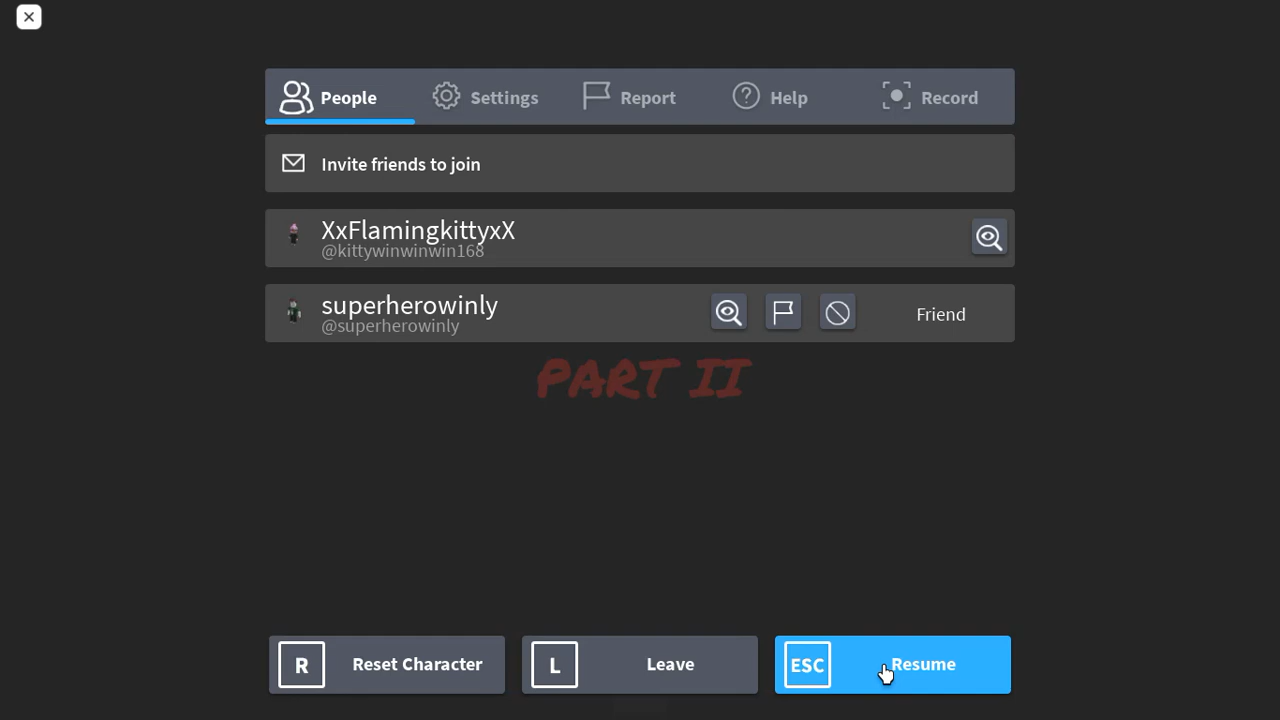 People
Settings
Report
Help
Record
Invite friends to join
XxFlamingkittyxX
@kittywinwinwin168
superherowinly
@superherowinly
Friend
PART II
R
Reset Character
L
Leave
ESC
Resume